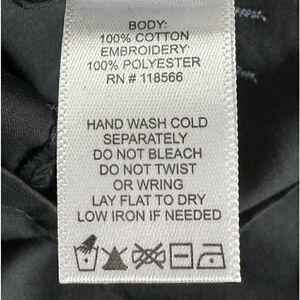 BODY:
100% COTTON
EMBROIDERY
100% POLYESTER
RN # 118566
HAND WASH COLD
SEPARATELY
DO NOT BLEACH
DO NOT TWIST
OR WRING
LAY FLAT TO DRY
LOW IRON IF NEEDED